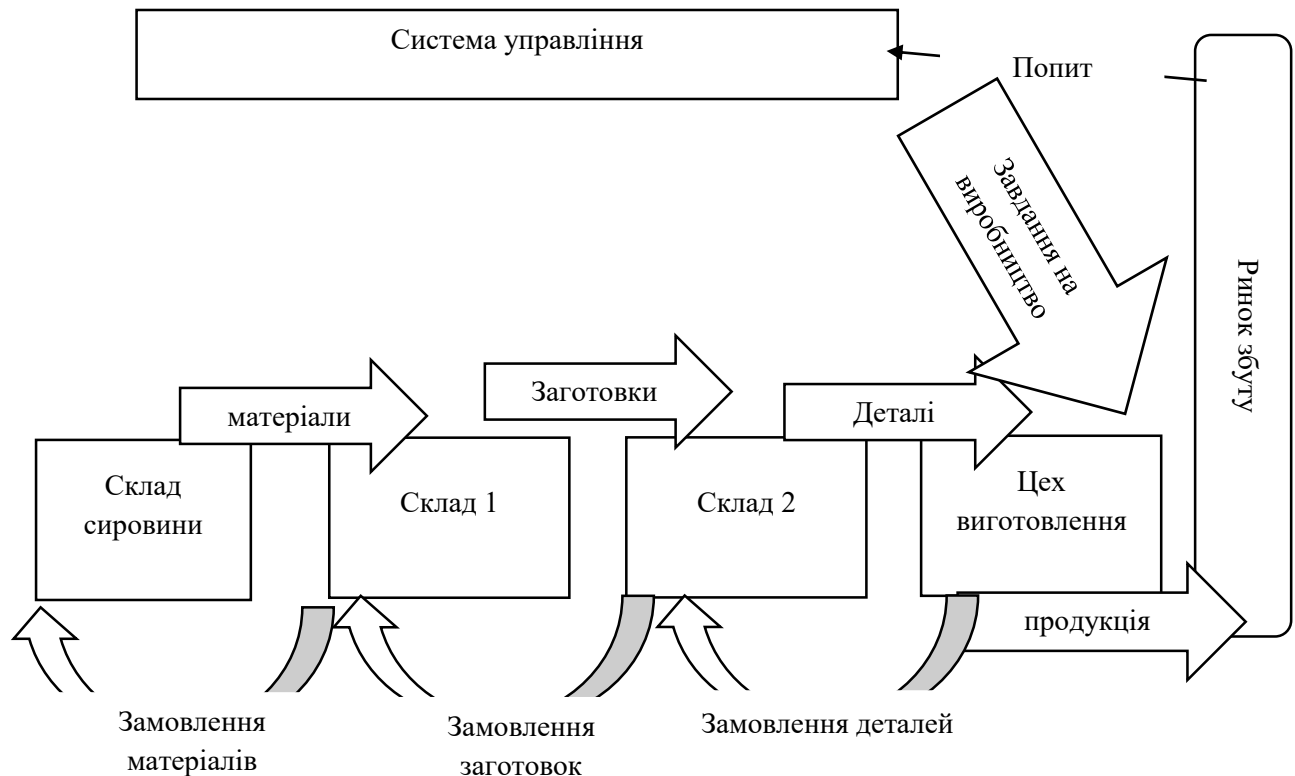 Система управління
Попит
Завдання на
виробництво
Ринок збуту
матеріали
Заготовки
Деталі
Склад
сировини
Склад 1
Склад 2
Цех
виготовлення
продукція
Замовлення
матеріалів
Замовлення
заготовок
Замовлення деталей